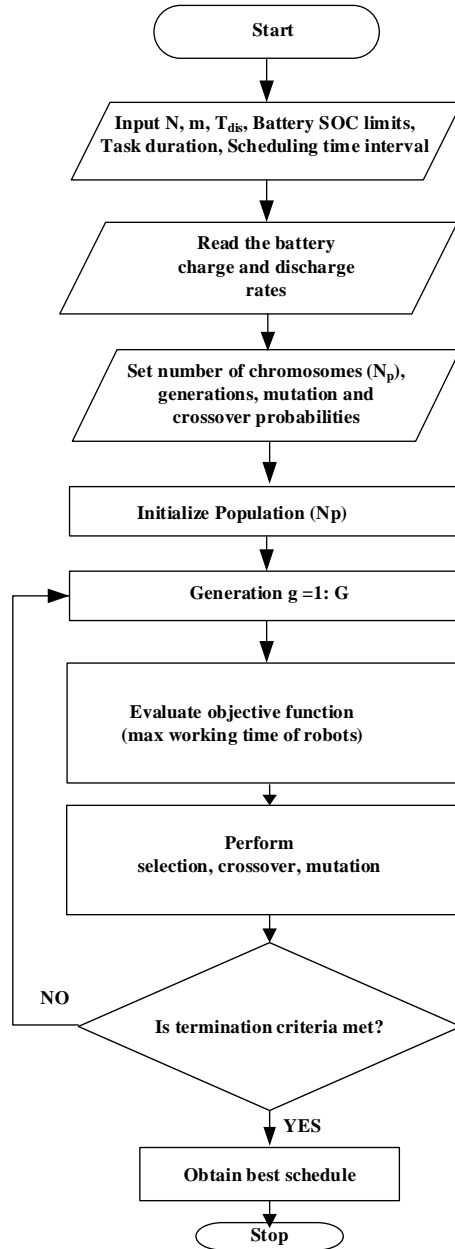 Start
Input N, m, T_dis, Battery SOC limits,
Task duration, Scheduling time interval
Read the battery
charge and discharge
rates
Set number of chromosomes (N_p),
generations, mutation and
crossover probabilities
Initialize Population (Np)
Generation g =1: G
Evaluate objective function
(max working time of robots)
Perform
selection, crossover, mutation
NO
Is termination criteria met?
YES
Obtain best schedule
Stop